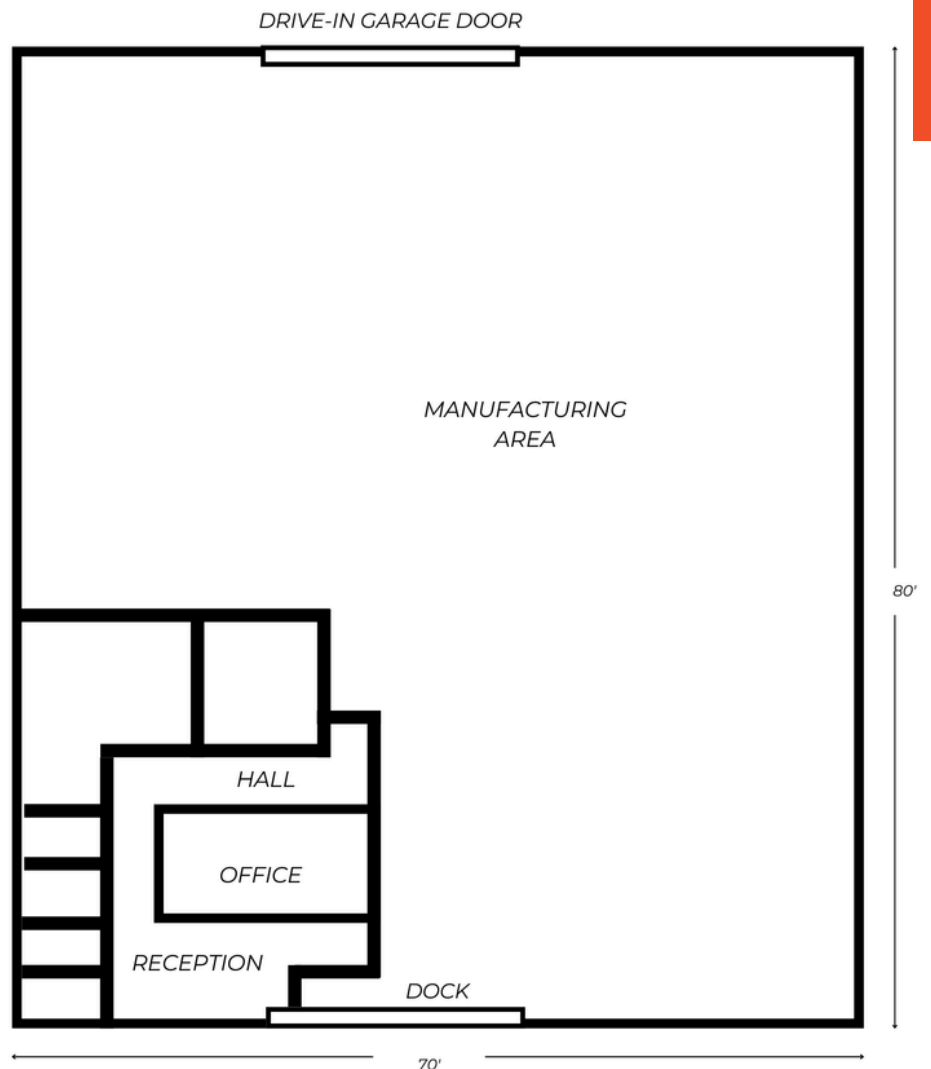 DRIVE-IN GARAGE DOOR
MANUFACTURING
AREA
80'
HALL
OFFICE
RECEPTION
DOCK
70'